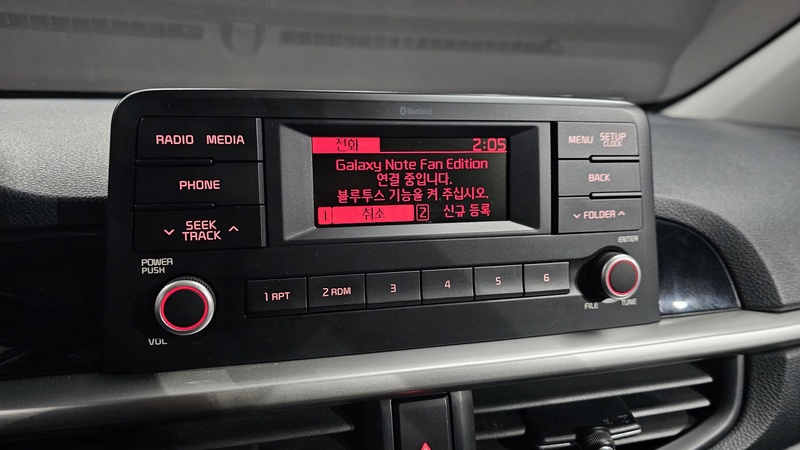 Bluetooth
RADIO MEDIA
PHONE
SEEK
TRACK
POWER
PUSH
VOL
전화 2:05
Galaxy Note Fan Edition
연결 중입니다.
블루투스 기능을 켜 주십시오.
1 취소 2 신규 등록
MENU SETUP
CLOCK
BACK
FOLDER
ENTER
FILE TUNE
1 RPT 2 RDM 3 4 5 6